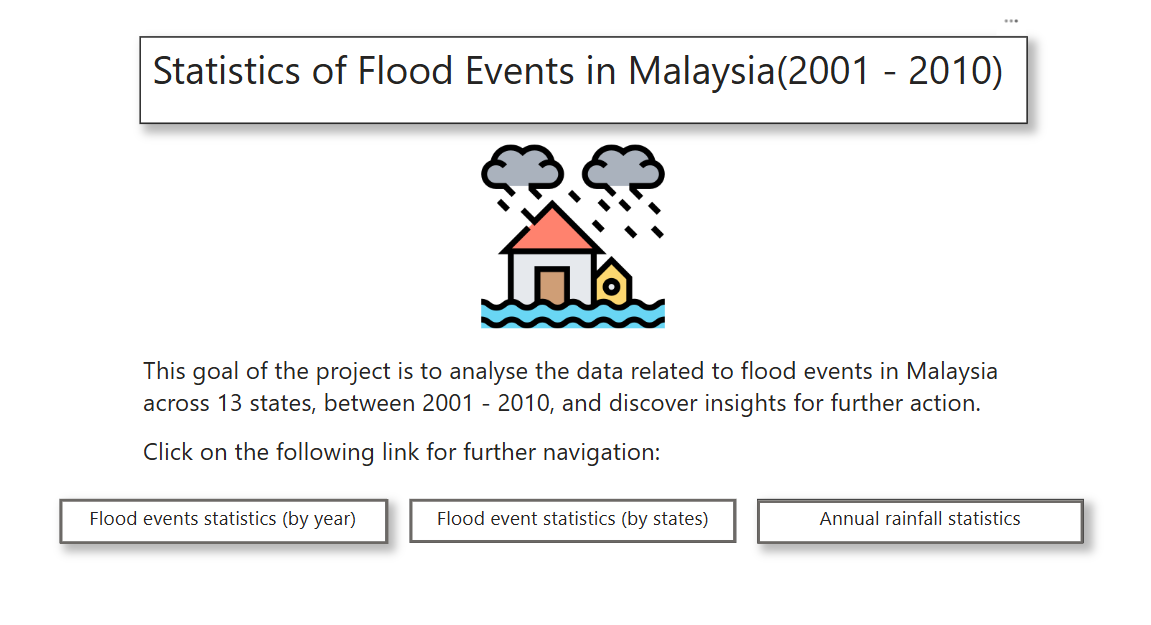 Statistics of Flood Events in Malaysia(2001 - 2010)
This goal of the project is to analyse the data related to flood events in Malaysia
across 13 states, between 2001 - 2010, and discover insights for further action.
Click on the following link for further navigation:
Flood events statistics (by year)
Flood event statistics (by states)
Annual rainfall statistics